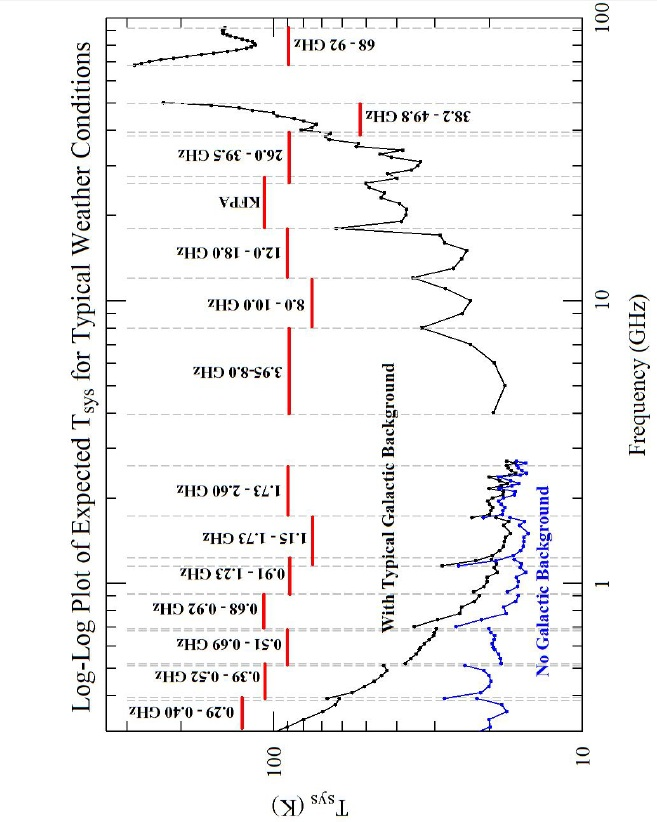 Log-Log Plot of Expected Tsys for Typical Weather Conditions
0.29 - 0.40 GHz
0.39 - 0.52 GHz
0.51 - 0.69 GHz
0.68 - 0.92 GHz
0.91 - 1.23 GHz
1.15 - 1.73 GHz
1.73 - 2.60 GHz
3.95-8.0 GHz
8.0 - 10.0 GHz
12.0 - 18.0 GHz
KFPA
26.0 - 39.5 GHz
38.2 - 49.8 GHz
68 - 92 GHz
With Typical Galactic Background
No Galactic Background
Tsys (K)
100
10
1
10
100
Frequency (GHz)